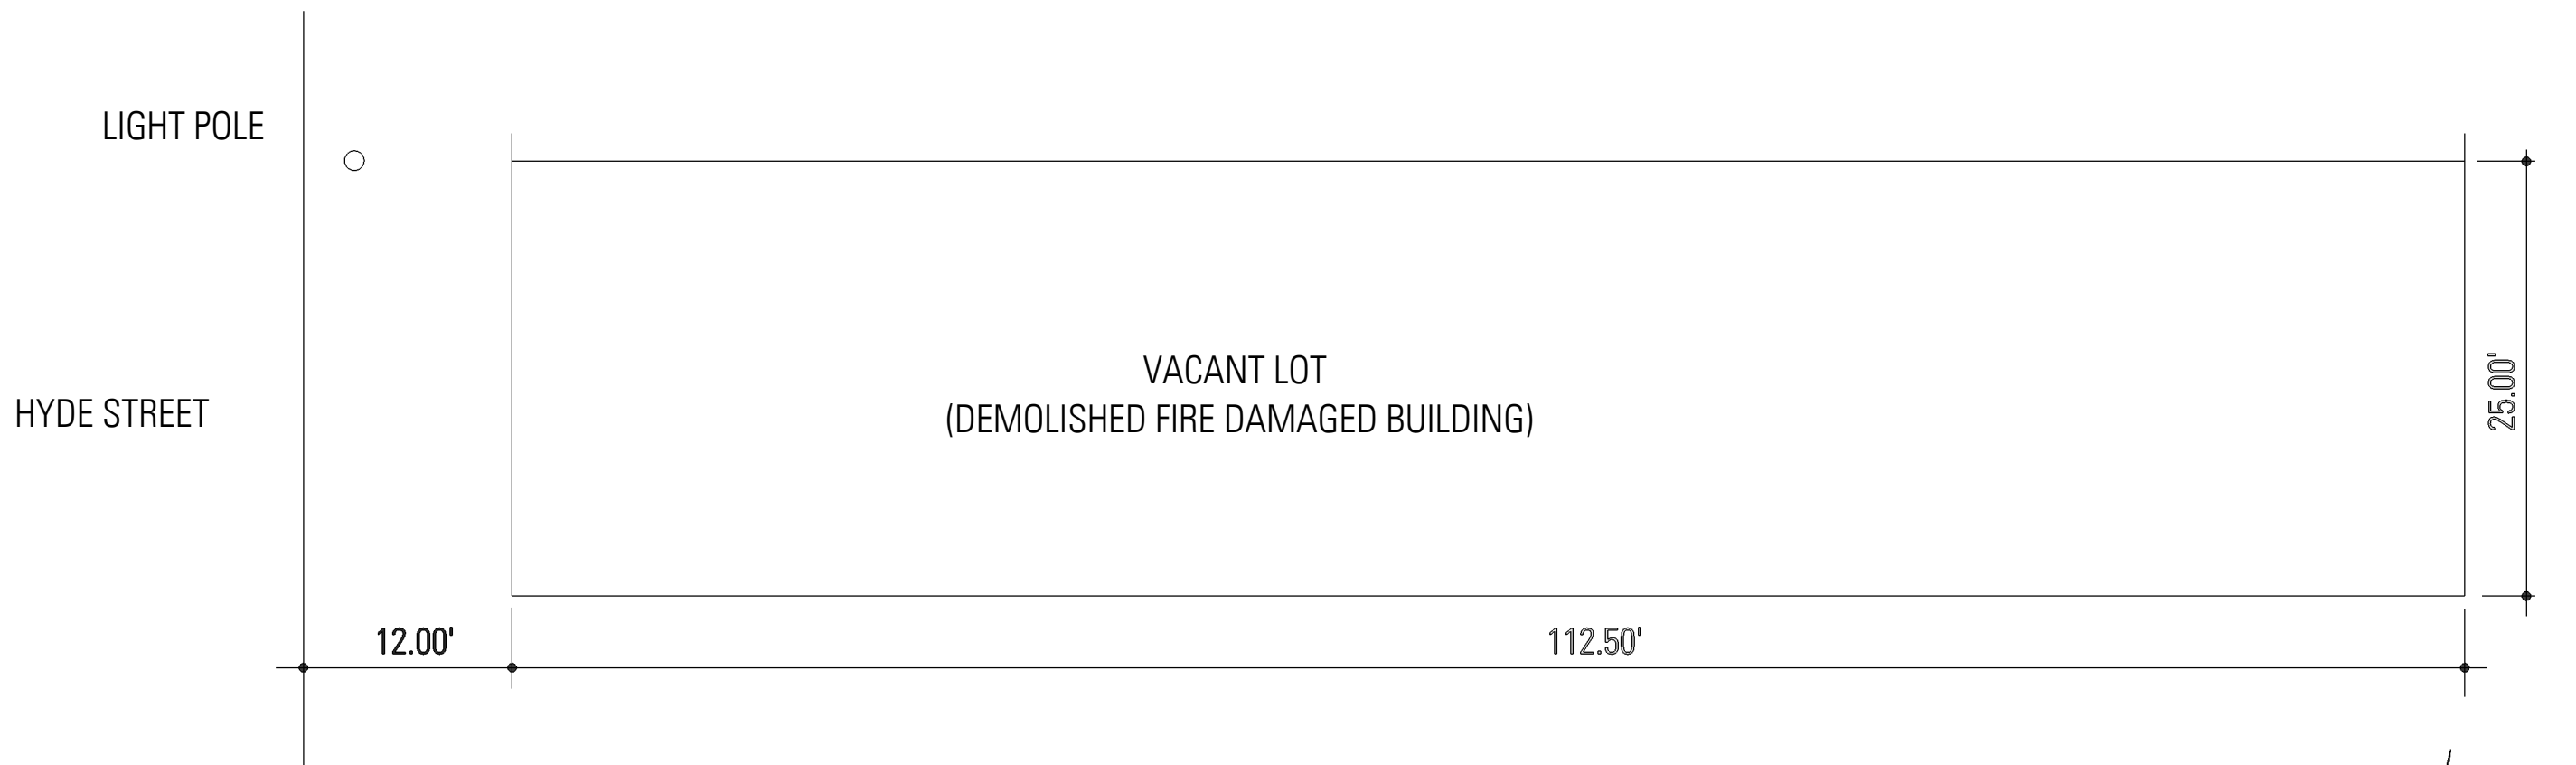 LIGHT POLE
VACANT LOT
(DEMOLISHED FIRE DAMAGED BUILDING)
HYDE STREET
25.00'
12.00'
112.50'